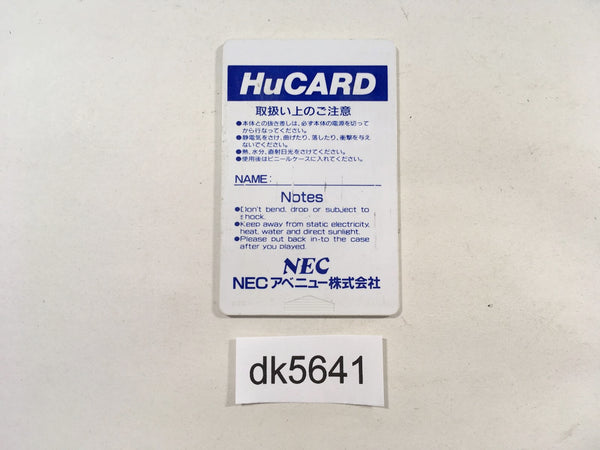 HuCARD
取扱い上のご注意
●本体との抜き差しは、必ず本体の電源を切って
から行なってください。
●静電気をさけ、曲げたり、落したり、衝撃を与え
ないでください。
●熱、水分、直射日光をさけてください。
●使用後はビニールケースに入れてください。
NAME:
Notes
●Don't bend, drop or subject to
shock.
●Keep away from static electricity,
heat, water and direct sunlight.
●Please put back in-to the case
after you played.
NEC
NECアベニュー株式会社
dk5641